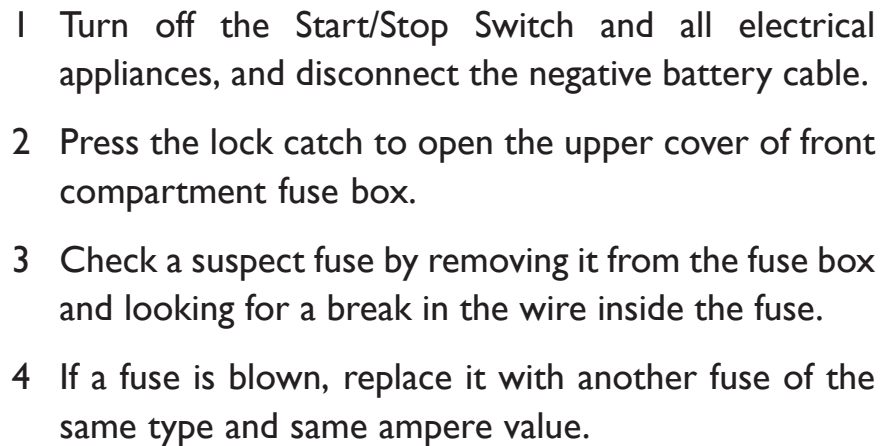 1 Turn off the Start/Stop Switch and all electrical
appliances, and disconnect the negative battery cable.
2 Press the lock catch to open the upper cover of front
compartment fuse box.
3 Check a suspect fuse by removing it from the fuse box
and looking for a break in the wire inside the fuse.
4 If a fuse is blown, replace it with another fuse of the
same type and same ampere value.